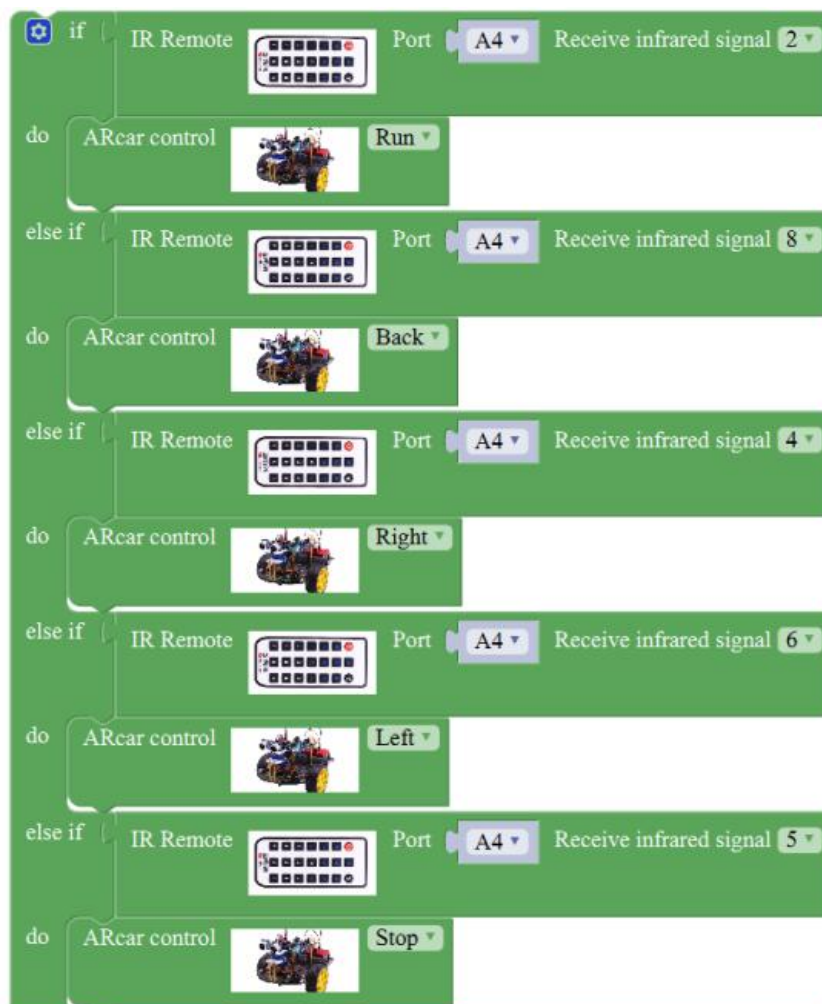 if IR Remote Port A4 Receive infrared signal 2
do ARcar control Run
else if IR Remote Port A4 Receive infrared signal 8
do ARcar control Back
else if IR Remote Port A4 Receive infrared signal 4
do ARcar control Right
else if IR Remote Port A4 Receive infrared signal 6
do ARcar control Left
else if IR Remote Port A4 Receive infrared signal 5
do ARcar control Stop